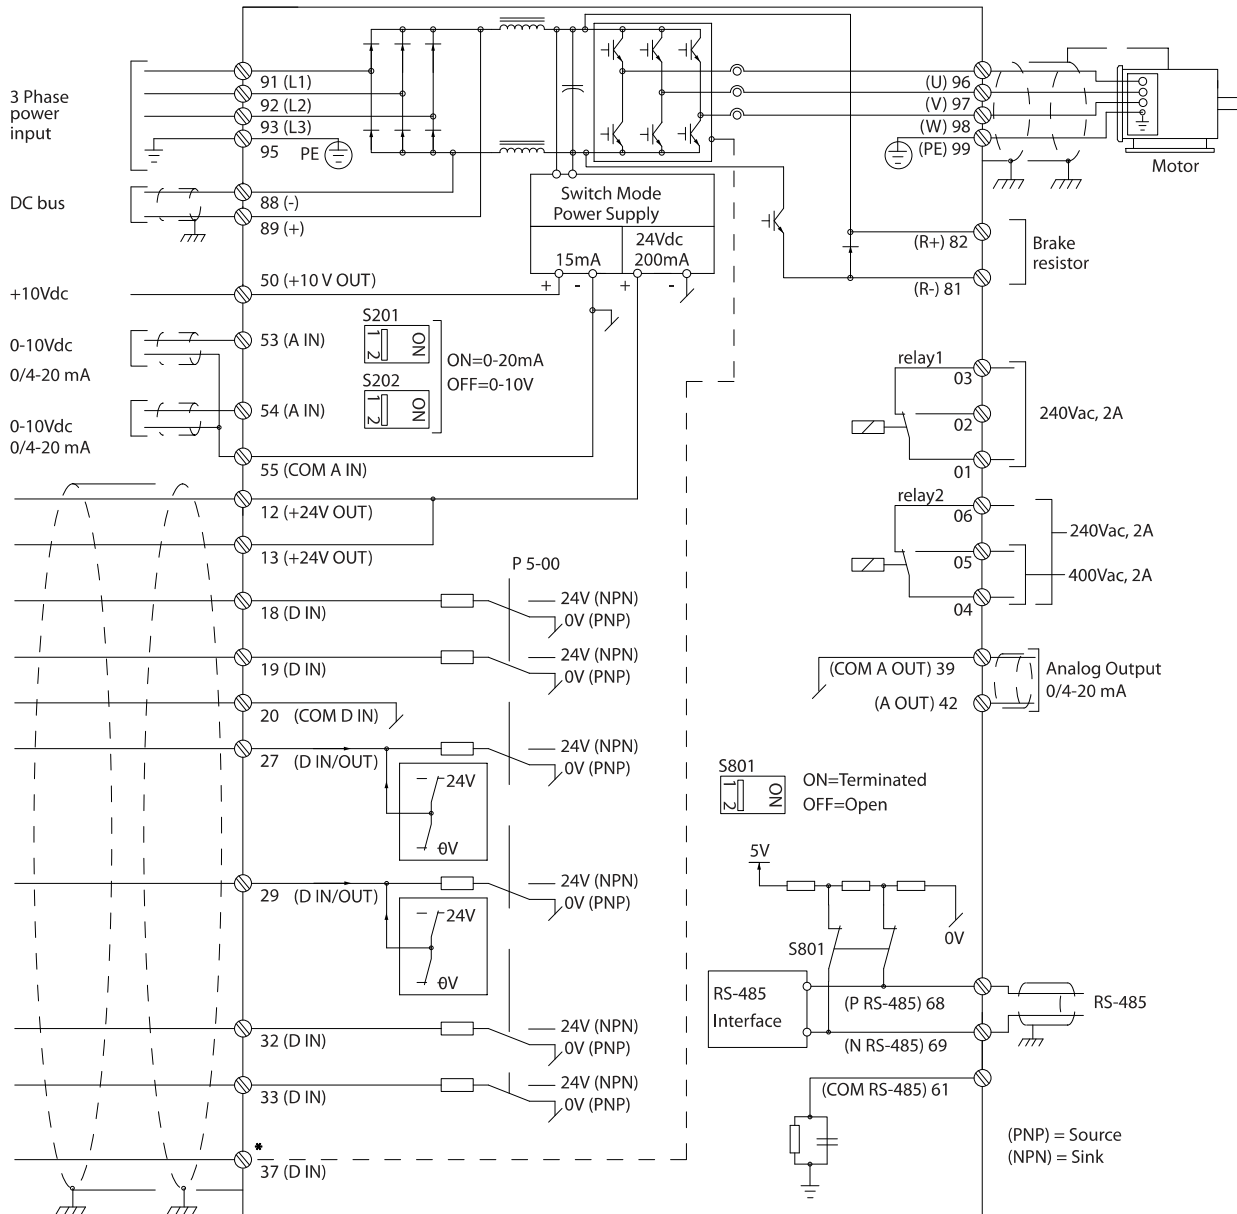 3 Phase
power
input
91 (L1)
92 (L2)
93 (L3)
95 PE
DC bus
88 (-)
89 (+)
+10Vdc
50 (+10 V OUT)
0-10Vdc
0/4-20 mA
53 (A IN)
0-10Vdc
0/4-20 mA
54 (A IN)
55 (COM A IN)
12 (+24V OUT)
13 (+24V OUT)
18 (D IN)
19 (D IN)
20 (COM D IN)
27 (D IN/OUT)
29 (D IN/OUT)
32 (D IN)
33 (D IN)
*
37 (D IN)
S201
1 2 ON
S202
1 2 ON
ON=0-20mA
OFF=0-10V
Switch Mode
Power Supply
24Vdc
15mA 200mA
+ - + -
P 5-00
24V (NPN)
0V (PNP)
24V (NPN)
0V (PNP)
24V (NPN)
0V (PNP)
24V
0V
24V (NPN)
0V (PNP)
24V
0V
24V (NPN)
0V (PNP)
24V (NPN)
0V (PNP)
(U) 96
(V) 97
(W) 98
(PE) 99
Motor
(R+) 82
(R-) 81
Brake
resistor
relay1
03
02
01
240Vac, 2A
relay2
06
05
04
240Vac, 2A
400Vac, 2A
(COM A OUT) 39
(A OUT) 42
Analog Output
0/4-20 mA
S801
1 2 ON
ON=Terminated
OFF=Open
5V
0V
S801
RS-485
Interface
(P RS-485) 68
(N RS-485) 69
RS-485
(COM RS-485) 61
(PNP) = Source
(NPN) = Sink